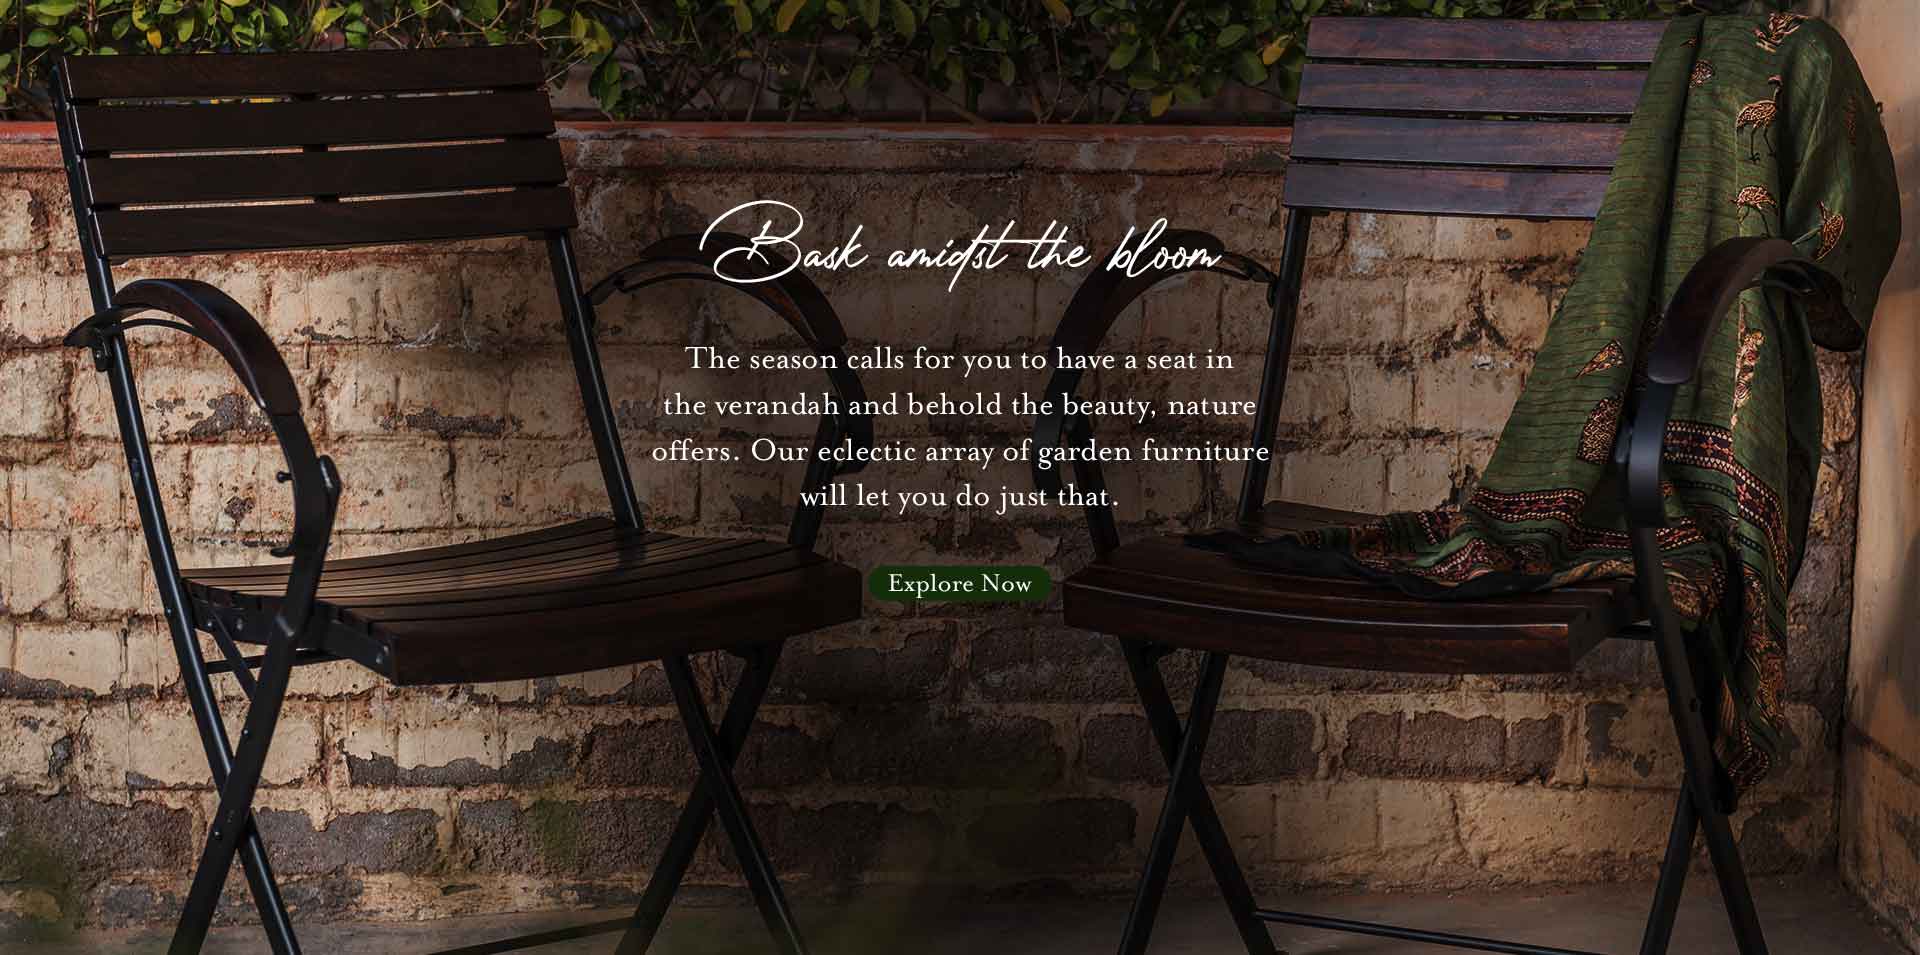 Bask amidst the bloom
The season calls for you to have a seat in
the verandah and behold the beauty, nature
offers. Our eclectic array of garden furniture
will let you do just that.
Explore Now